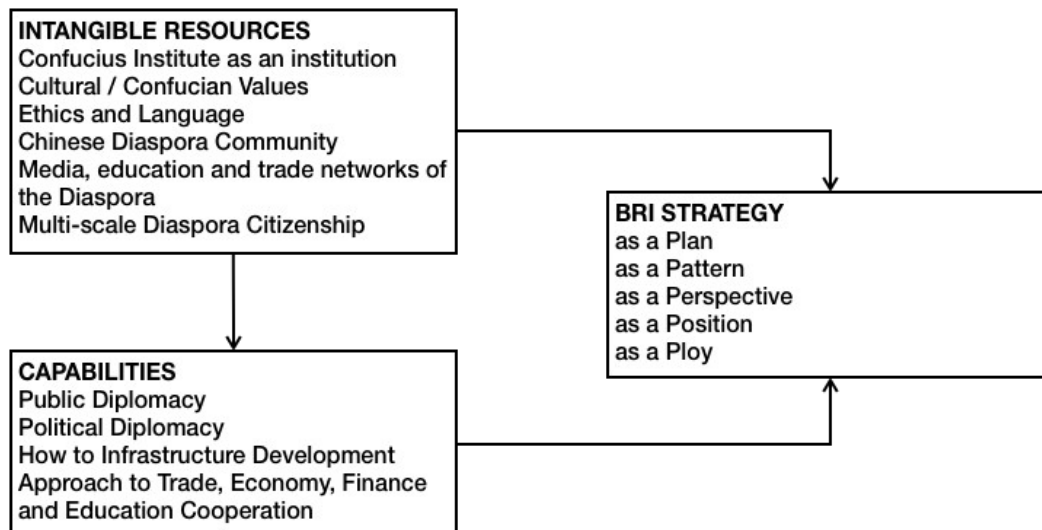 INTANGIBLE RESOURCES
Confucius Institute as an institution
Cultural / Confucian Values
Ethics and Language
Chinese Diaspora Community
Media, education and trade networks of
the Diaspora
Multi-scale Diaspora Citizenship
BRI STRATEGY
as a Plan
as a Pattern
as a Perspective
as a Position
as a Ploy
CAPABILITIES
Public Diplomacy
Political Diplomacy
How to Infrastructure Development
Approach to Trade, Economy, Finance
and Education Cooperation